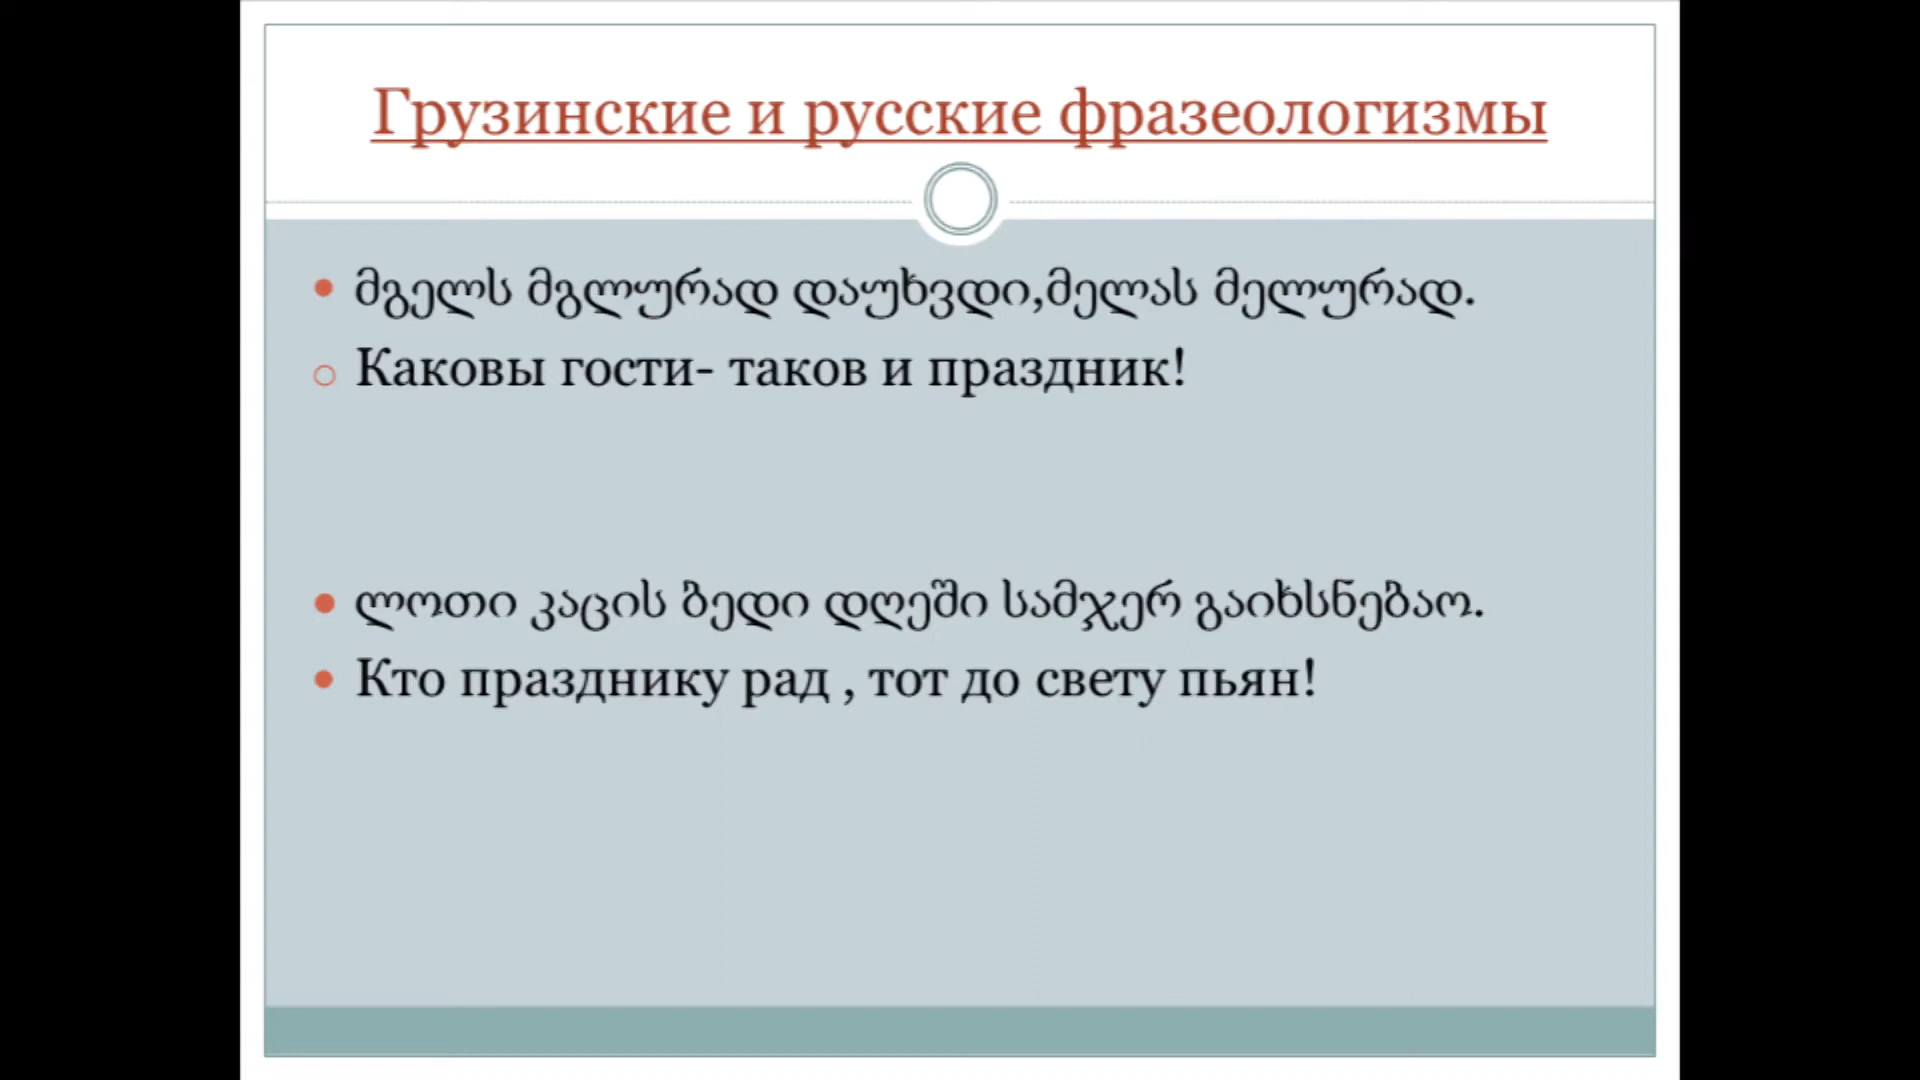 Грузинские и русские фразеологизмы
მგელს მგლურად დაუხვდი,მელას მელურად.
Каковы гости- таков и праздник!
ლოთი კაცის ბედი დღეში სამჯერ გაიხსნებაო.
Кто празднику рад , тот до свету пьян!